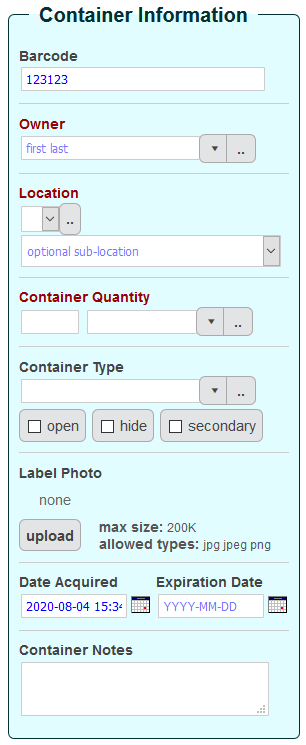 Container Information
Barcode
123123
Owner
first last
..
Location
..
optional sub-location
Container Quantity
..
Container Type
..
open hide secondary
Label Photo
none
upload
max size: 200K
allowed types: jpg jpeg png
Date Acquired Expiration Date
2020-08-04 15:34 YYYY-MM-DD
Container Notes